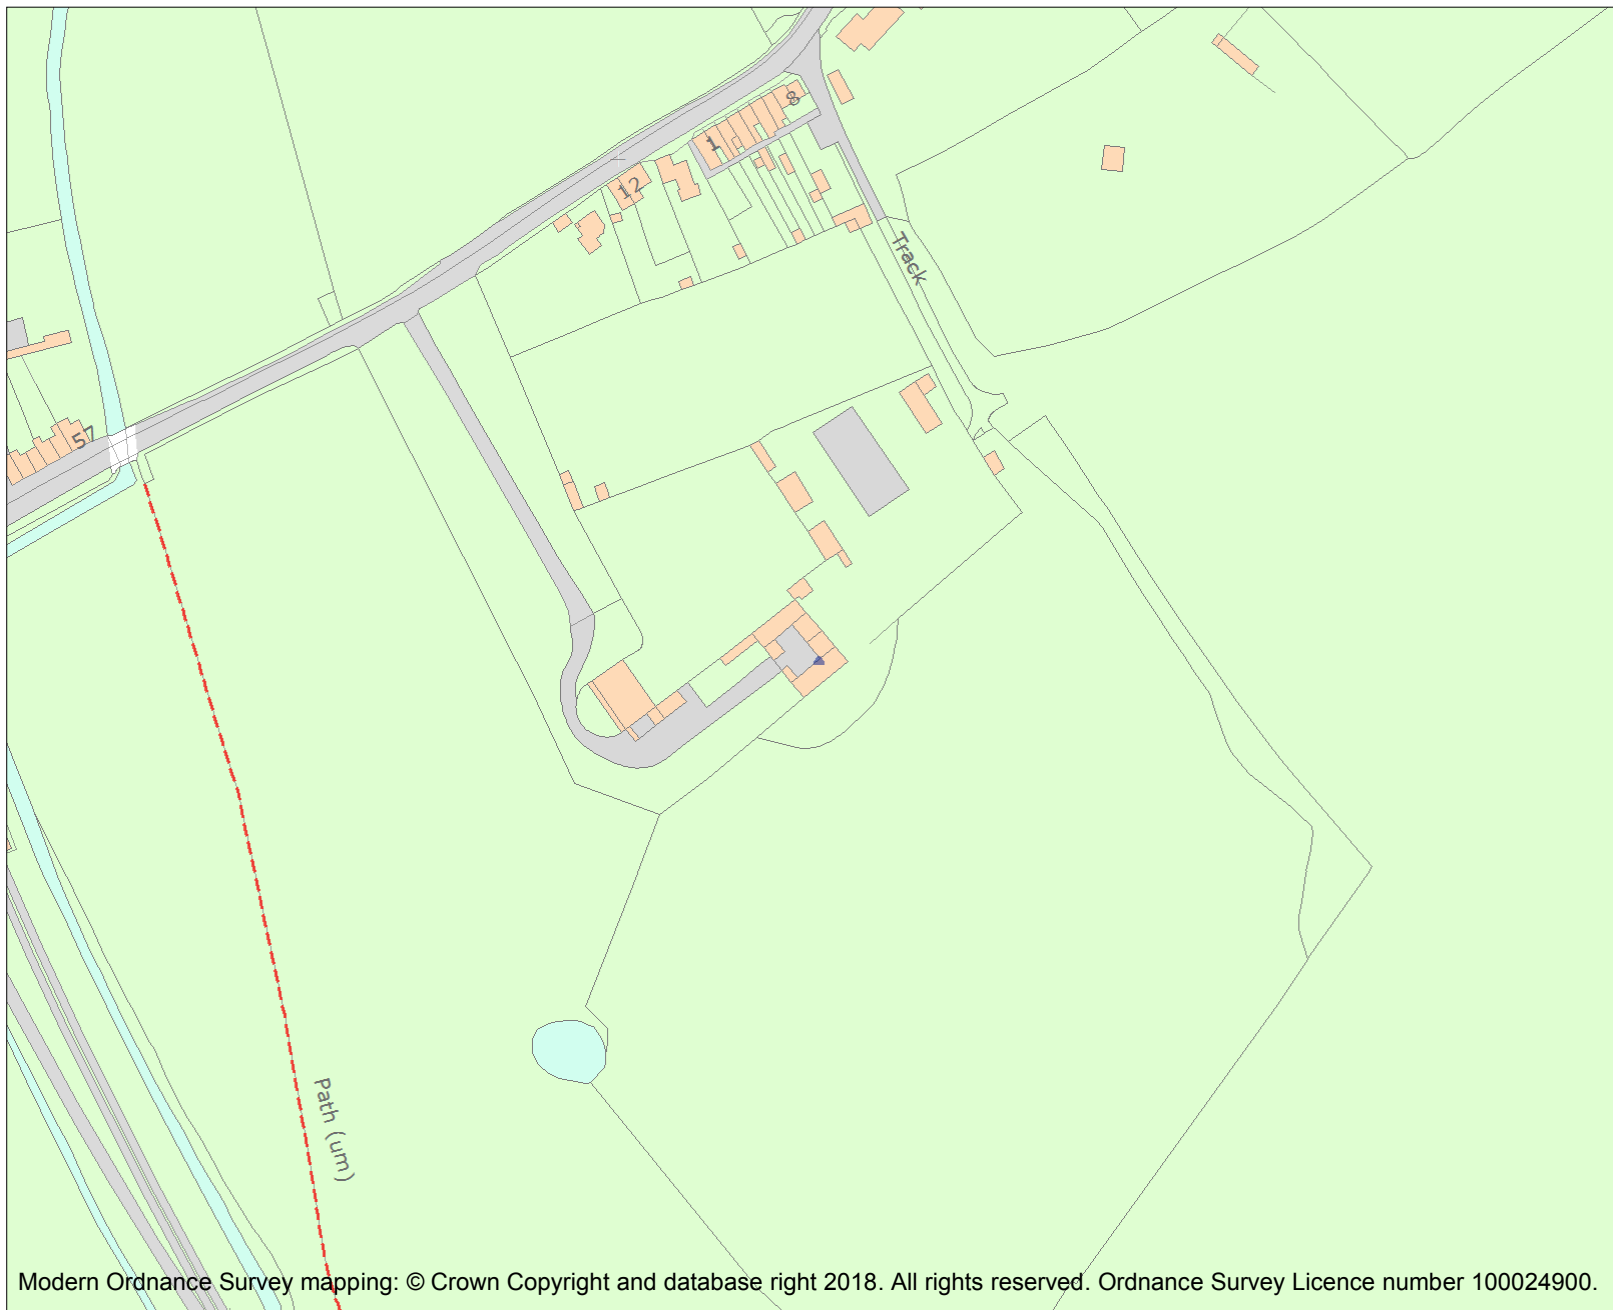 8
1
12
Track
57
Path (um)
Modern Ordnance Survey mapping: © Crown Copyright and database right 2018. All rights reserved. Ordnance Survey Licence number 100024900.